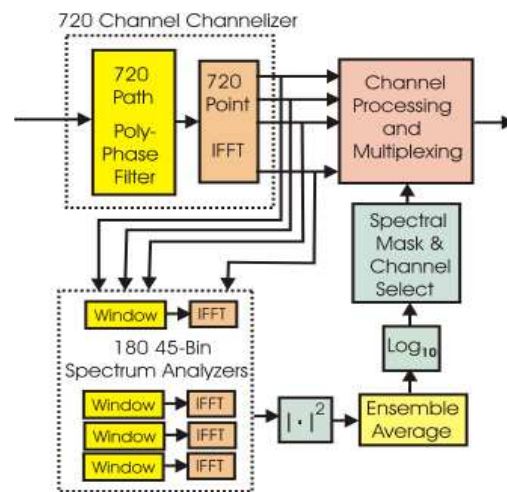 720 Channel Channelizer
720
Path
Poly-
Phase
Filter
720
Point
IFFT
Channel
Processing
and
Multiplexing
Spectral
Mask &
Channel
Select
Window
IFFT
180 45-Bin
Spectrum Analyzers
Window
IFFT
Window
IFFT
Window
IFFT
|·|²
Ensemble
Average
Log₁₀